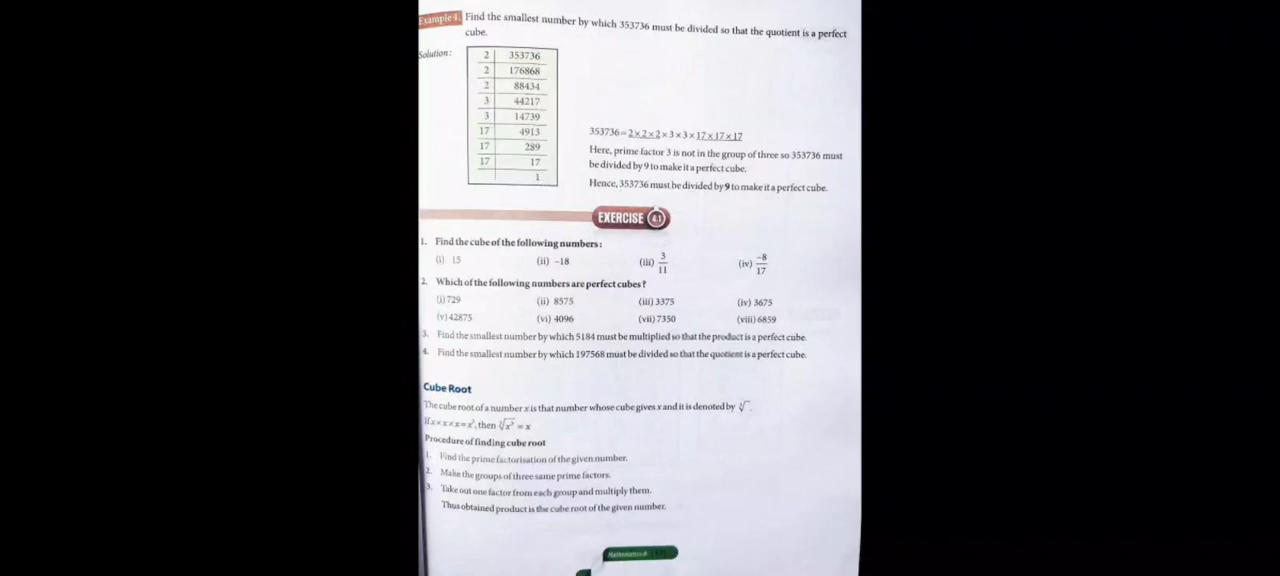 Example 4. Find the smallest number by which 353736 must be divided so that the quotient is a perfect
cube.
Solution:
2 | 353736
2 | 176868
2 | 88434
3 | 44217
3 | 14739
17 | 4913
17 | 289
17 | 17
1
353736=2×2×2×3×3×17×17×17
Here, prime factor 3 is not in the group of three so 353736 must
be divided by 9 to make it a perfect cube.
Hence, 353736 must be divided by 9 to make it a perfect cube.
EXERCISE 4.1
1. Find the cube of the following numbers:
(i) 15 (ii) -18 (iii) 3/11 (iv) -8/17
2. Which of the following numbers are perfect cubes?
(i) 729 (ii) 8575 (iii) 3375 (iv) 3675
(v) 42875 (vi) 4096 (vii) 7350 (viii) 6859
3. Find the smallest number by which 5184 must be multiplied so that the product is a perfect cube.
4. Find the smallest number by which 197568 must be divided so that the quotient is a perfect cube.
Cube Root
The cube root of a number x is that number whose cube gives x and it is denoted by ∛.
If x×x×x=x³, then ∛x³ = x
Procedure of finding cube root
1. Find the prime factorisation of the given number.
2. Make the groups of three same prime factors.
3. Take out one factor from each group and multiply them.
Thus obtained product is the cube root of the given number.